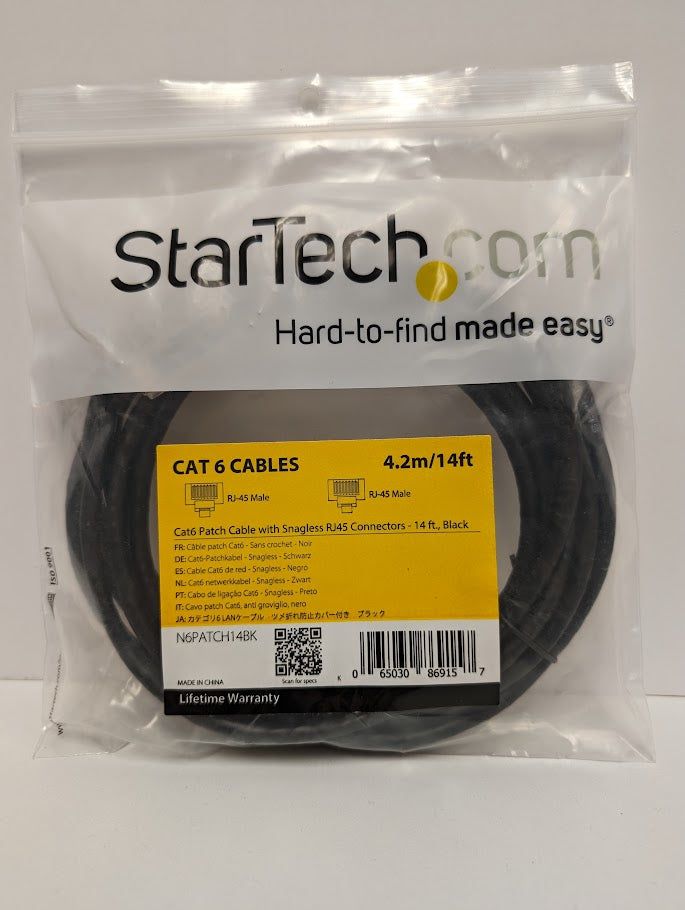 StarTech.com
Hard-to-find made easy®
CAT 6 CABLES 4.2m/14ft
RJ-45 Male RJ-45 Male
Cat6 Patch Cable with Snagless RJ45 Connectors - 14 ft., Black
FR: Câble patch Cat6 - Sans crochet - Noir
DE: Cat6-Patchkabel - Snagless - Schwarz
ES: Cable Cat6 de red - Snagless - Negro
NL: Cat6 netwerkkabel - Snagless - Zwart
PT: Cabo de ligação Cat6 - Snagless - Preto
IT: Cavo patch Cat6, anti groviglio, nero
JA: カテゴリ6 LANケーブル ツメ折れ防止カバー付き ブラック
N6PATCH14BK
Scan for specs
K 0 65030 86915 7
MADE IN CHINA
Lifetime Warranty
ISO 9001